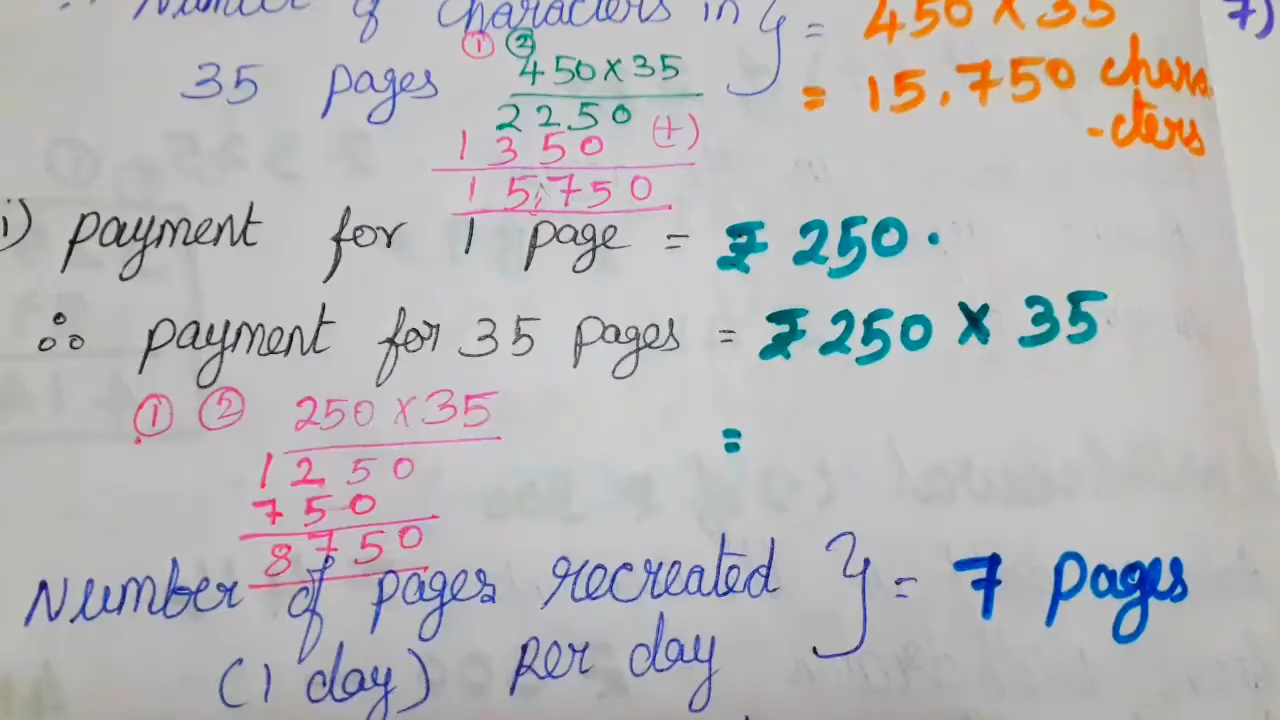 Number of characters in } = 450 × 35
7)
35 pages
① ②
450 × 35
2250
1350 (+)
15,750
= 15,750 chara
-cters
i) payment for 1 page = ₹ 250.
∴ payment for 35 pages = ₹ 250 × 35
① ② 250 × 35
1250
750
8750
=
Number of pages recreated } = 7 pages
(1 day) per day